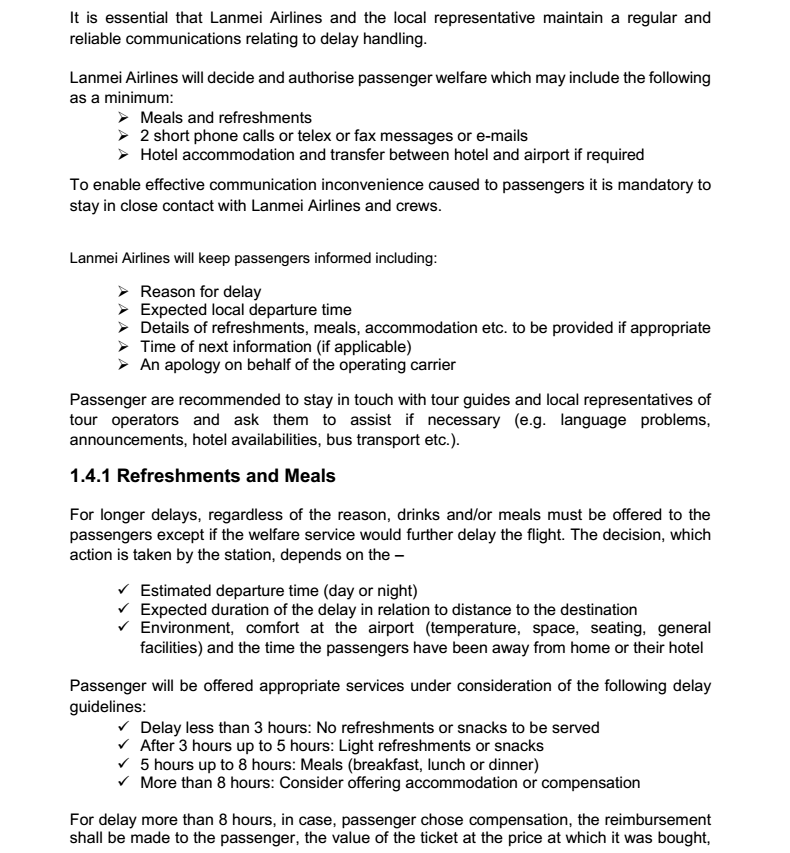 It is essential that Lanmei Airlines and the local representative maintain a regular and
reliable communications relating to delay handling.
Lanmei Airlines will decide and authorise passenger welfare which may include the following
as a minimum:
➢ Meals and refreshments
➢ 2 short phone calls or telex or fax messages or e-mails
➢ Hotel accommodation and transfer between hotel and airport if required
To enable effective communication inconvenience caused to passengers it is mandatory to
stay in close contact with Lanmei Airlines and crews.
Lanmei Airlines will keep passengers informed including:
➢ Reason for delay
➢ Expected local departure time
➢ Details of refreshments, meals, accommodation etc. to be provided if appropriate
➢ Time of next information (if applicable)
➢ An apology on behalf of the operating carrier
Passenger are recommended to stay in touch with tour guides and local representatives of
tour operators and ask them to assist if necessary (e.g. language problems,
announcements, hotel availabilities, bus transport etc.).
1.4.1 Refreshments and Meals
For longer delays, regardless of the reason, drinks and/or meals must be offered to the
passengers except if the welfare service would further delay the flight. The decision, which
action is taken by the station, depends on the –
✓ Estimated departure time (day or night)
✓ Expected duration of the delay in relation to distance to the destination
✓ Environment, comfort at the airport (temperature, space, seating, general
facilities) and the time the passengers have been away from home or their hotel
Passenger will be offered appropriate services under consideration of the following delay
guidelines:
✓ Delay less than 3 hours: No refreshments or snacks to be served
✓ After 3 hours up to 5 hours: Light refreshments or snacks
✓ 5 hours up to 8 hours: Meals (breakfast, lunch or dinner)
✓ More than 8 hours: Consider offering accommodation or compensation
For delay more than 8 hours, in case, passenger chose compensation, the reimbursement
shall be made to the passenger, the value of the ticket at the price at which it was bought,